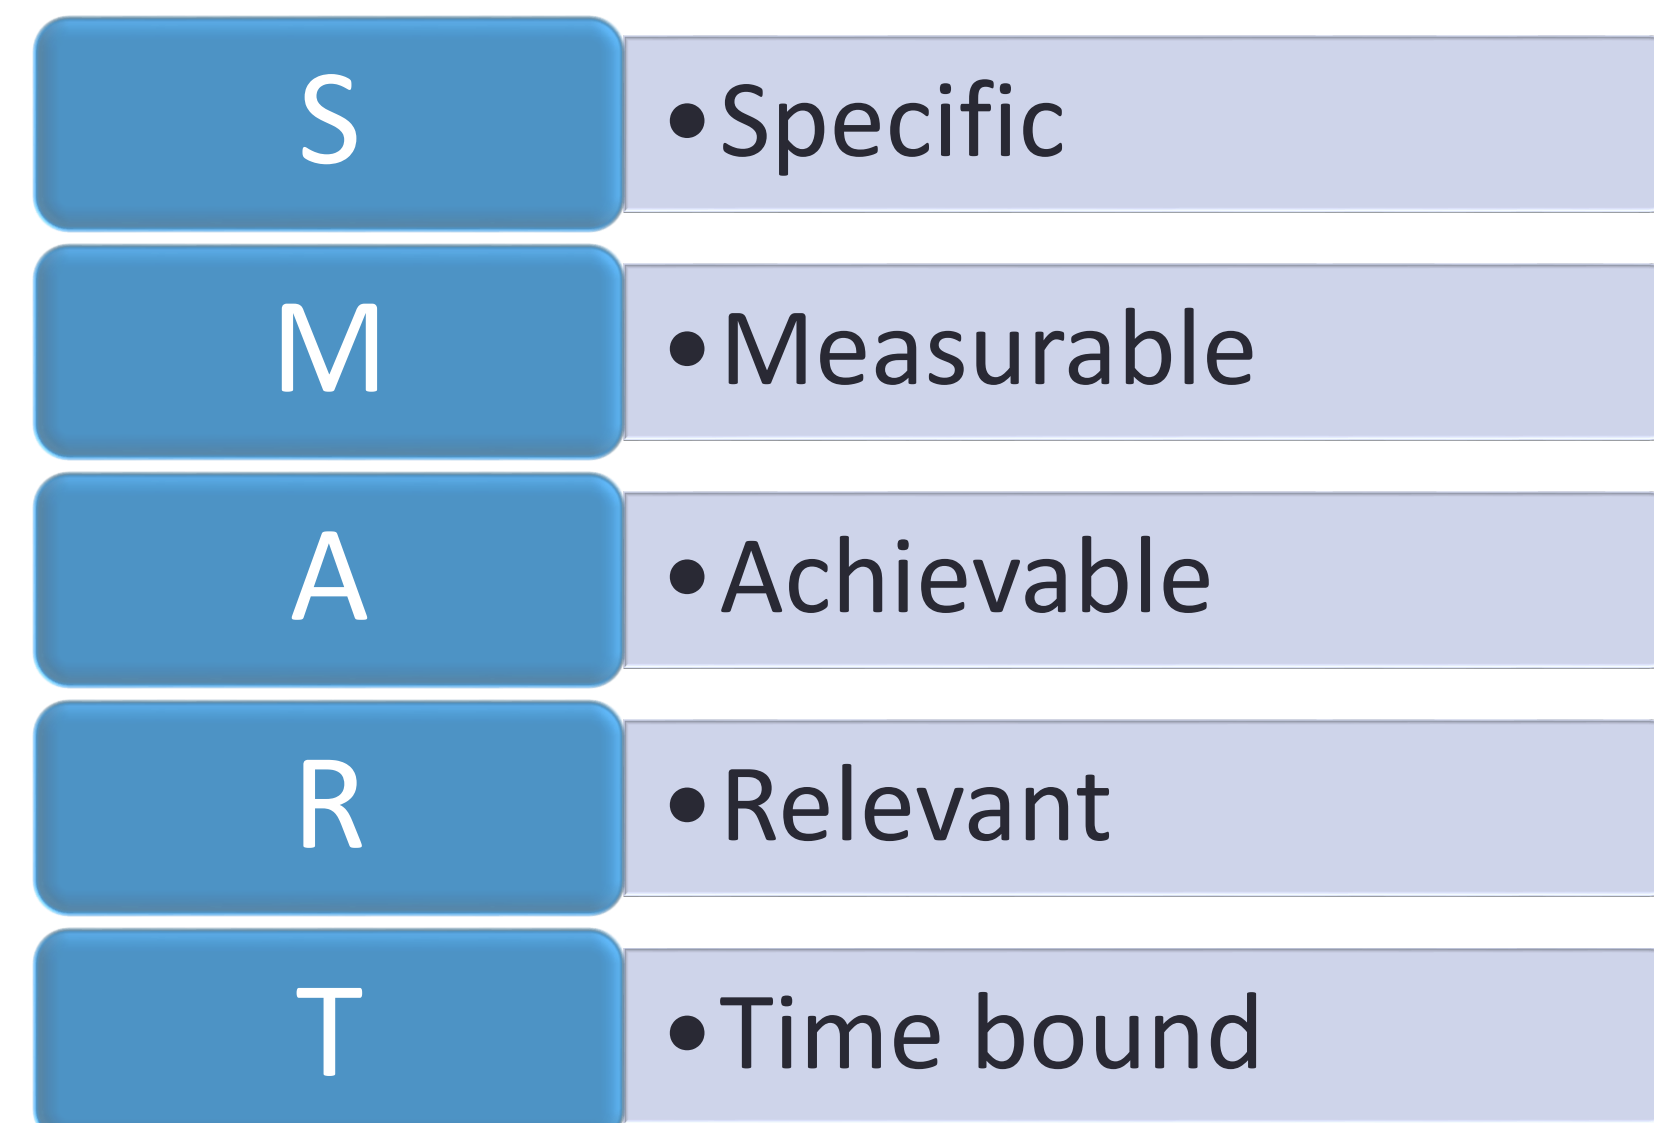 S
•Specific
M
•Measurable
A
•Achievable
R
•Relevant
T
•Time bound